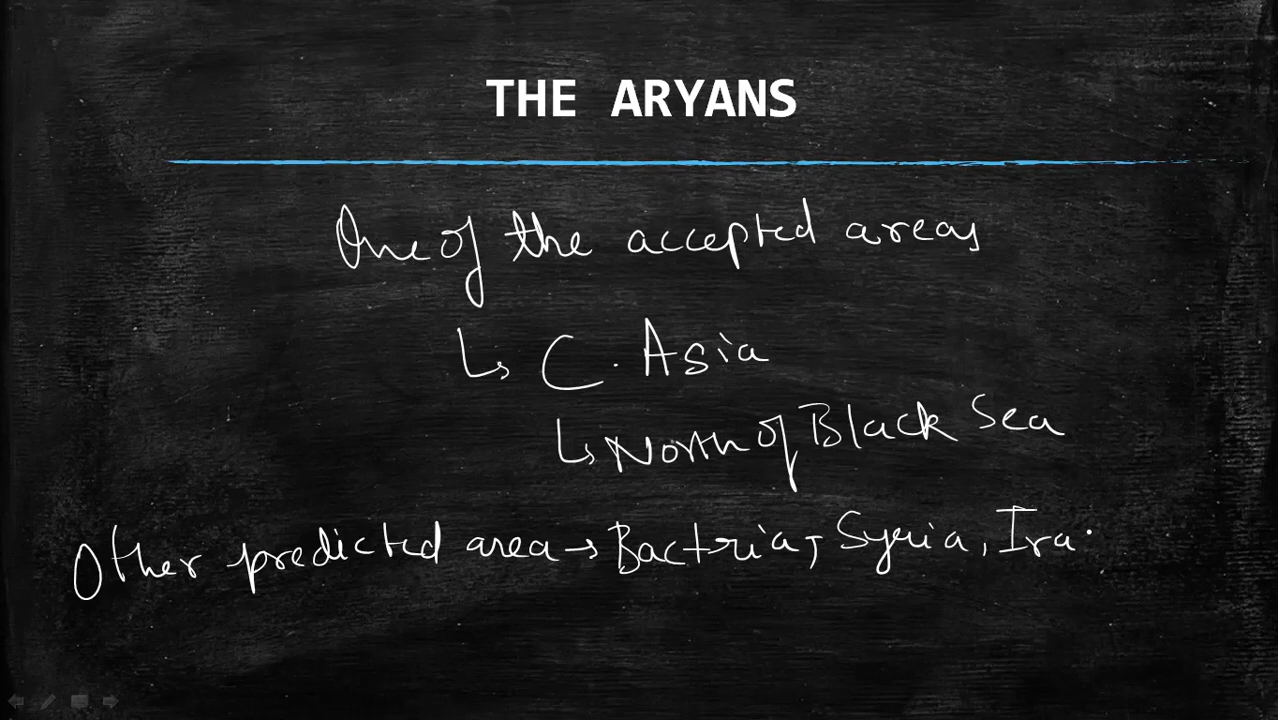 THE ARYANS
One of the accepted areas
↳ C. Asia
↳ North of Black Sea
Other predicted area → Bactria, Syria, Ira